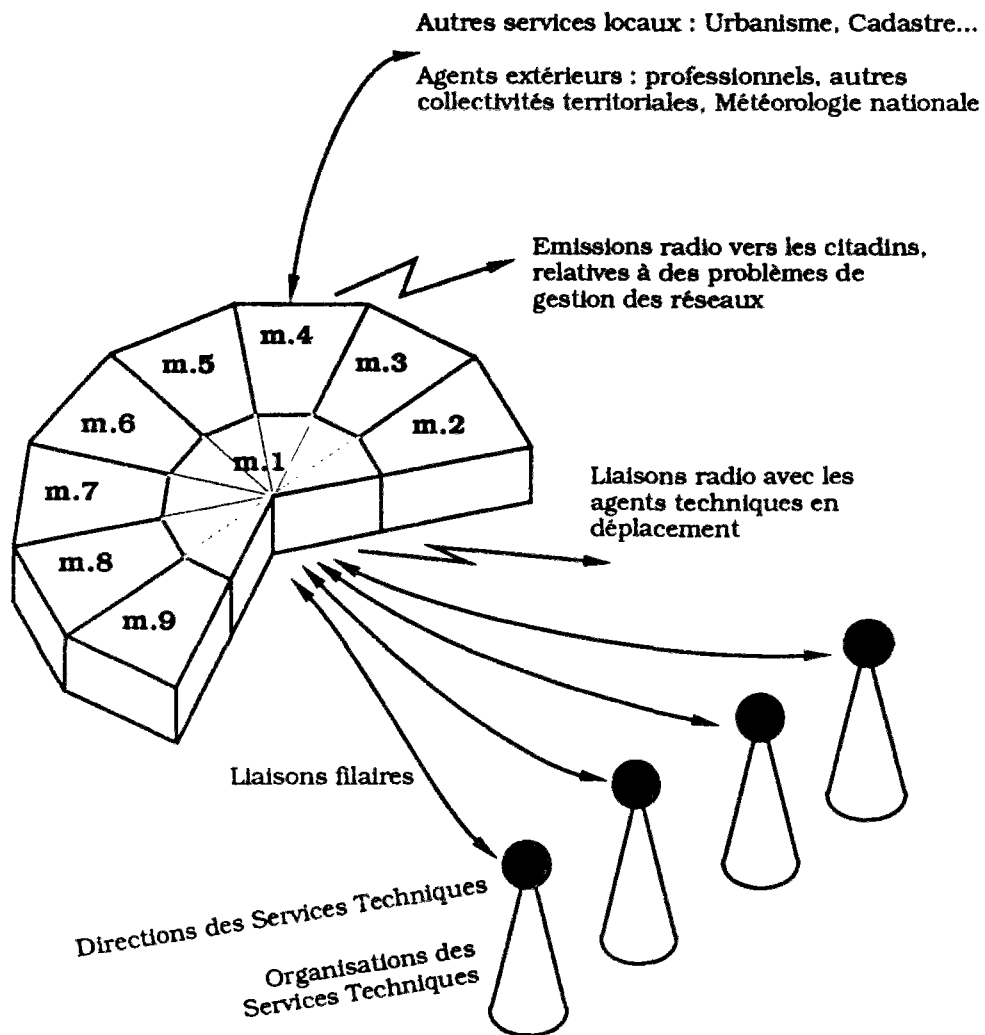 Autres services locaux : Urbanisme, Cadastre...
Agents extérieurs : professionnels, autres
collectivités territoriales, Météorologie nationale
Emissions radio vers les citadins,
relatives à des problèmes de
gestion des réseaux
m.4
m.5
m.3
m.6
m.2
m.1
m.7
m.8
m.9
Liaisons radio avec les
agents techniques en
déplacement
Liaisons filaires
Directions des Services Techniques
Organisations des
Services Techniques